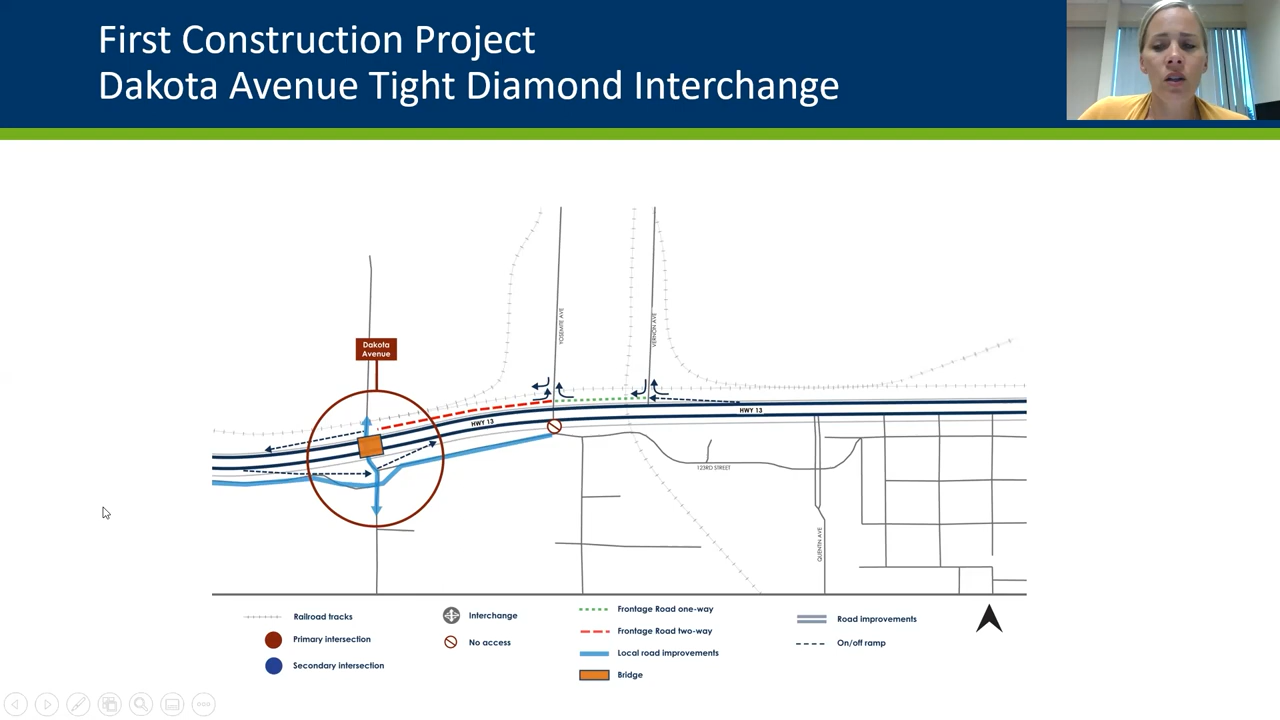 First Construction Project
Dakota Avenue Tight Diamond Interchange
Dakota
Avenue
YOSEMITE AVE
VERNON AVE
HWY 13
HWY 13
123RD STREET
QUENTIN AVE
Railroad tracks
Primary intersection
Secondary intersection
Interchange
No access
Frontage Road one-way
Frontage Road two-way
Local road improvements
Bridge
Road improvements
On/off ramp